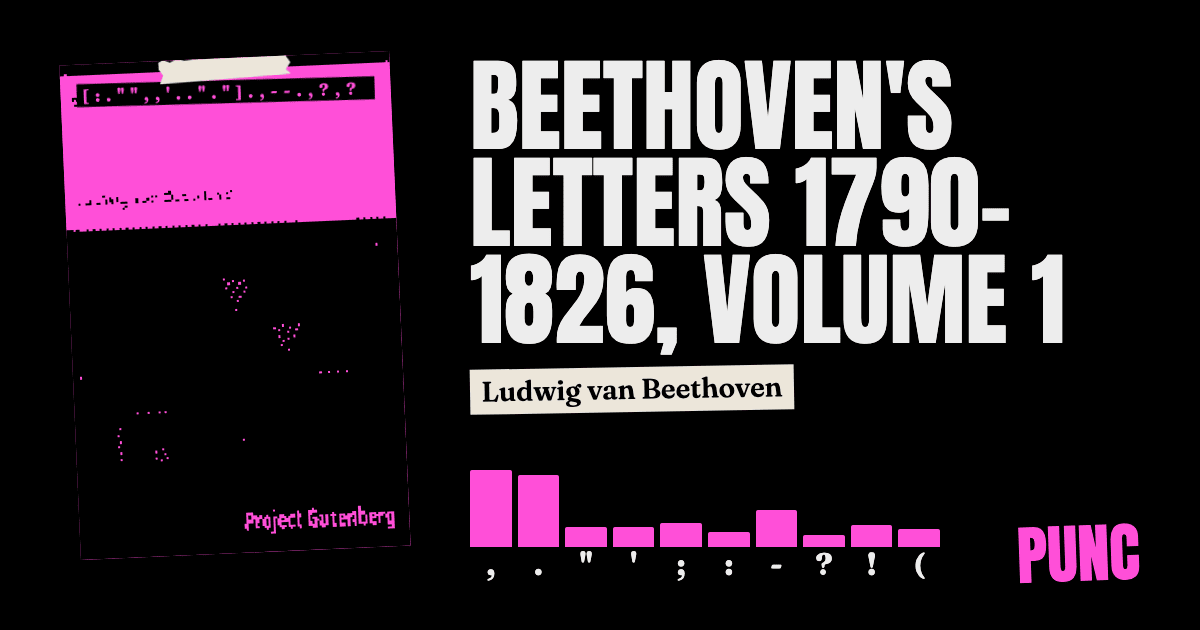 [:."",,'..".."].,--.,?,?
Project Gutenberg
BEETHOVEN'S
LETTERS 1790-
1826, VOLUME 1
Ludwig van Beethoven
, . " ' ; : - ? ! (
PUNC